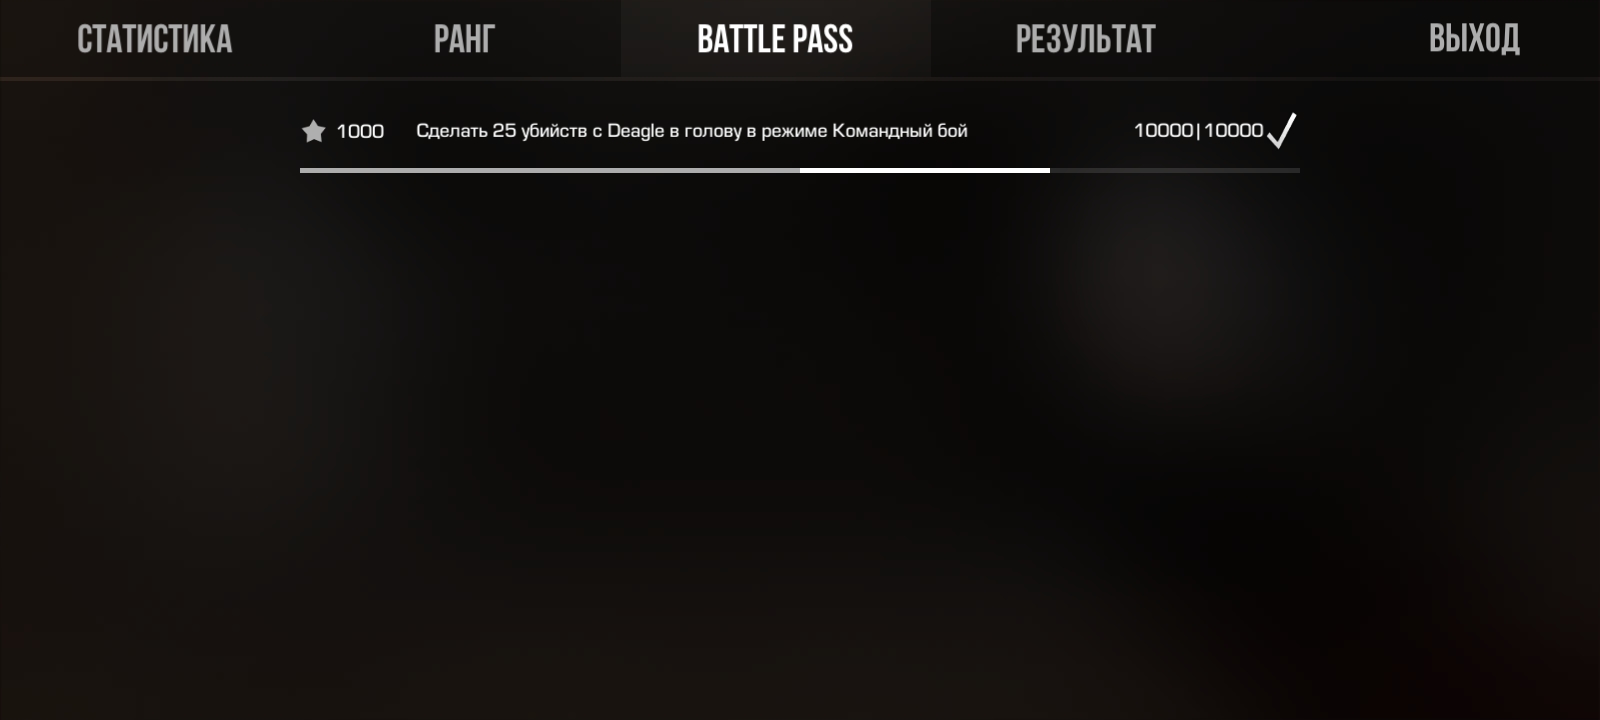 СТАТИСТИКА РАНГ BATTLE PASS РЕЗУЛЬТАТ ВЫХОД
1000 Сделать 25 убийств с Deagle в голову в режиме Командный бой 10000|10000